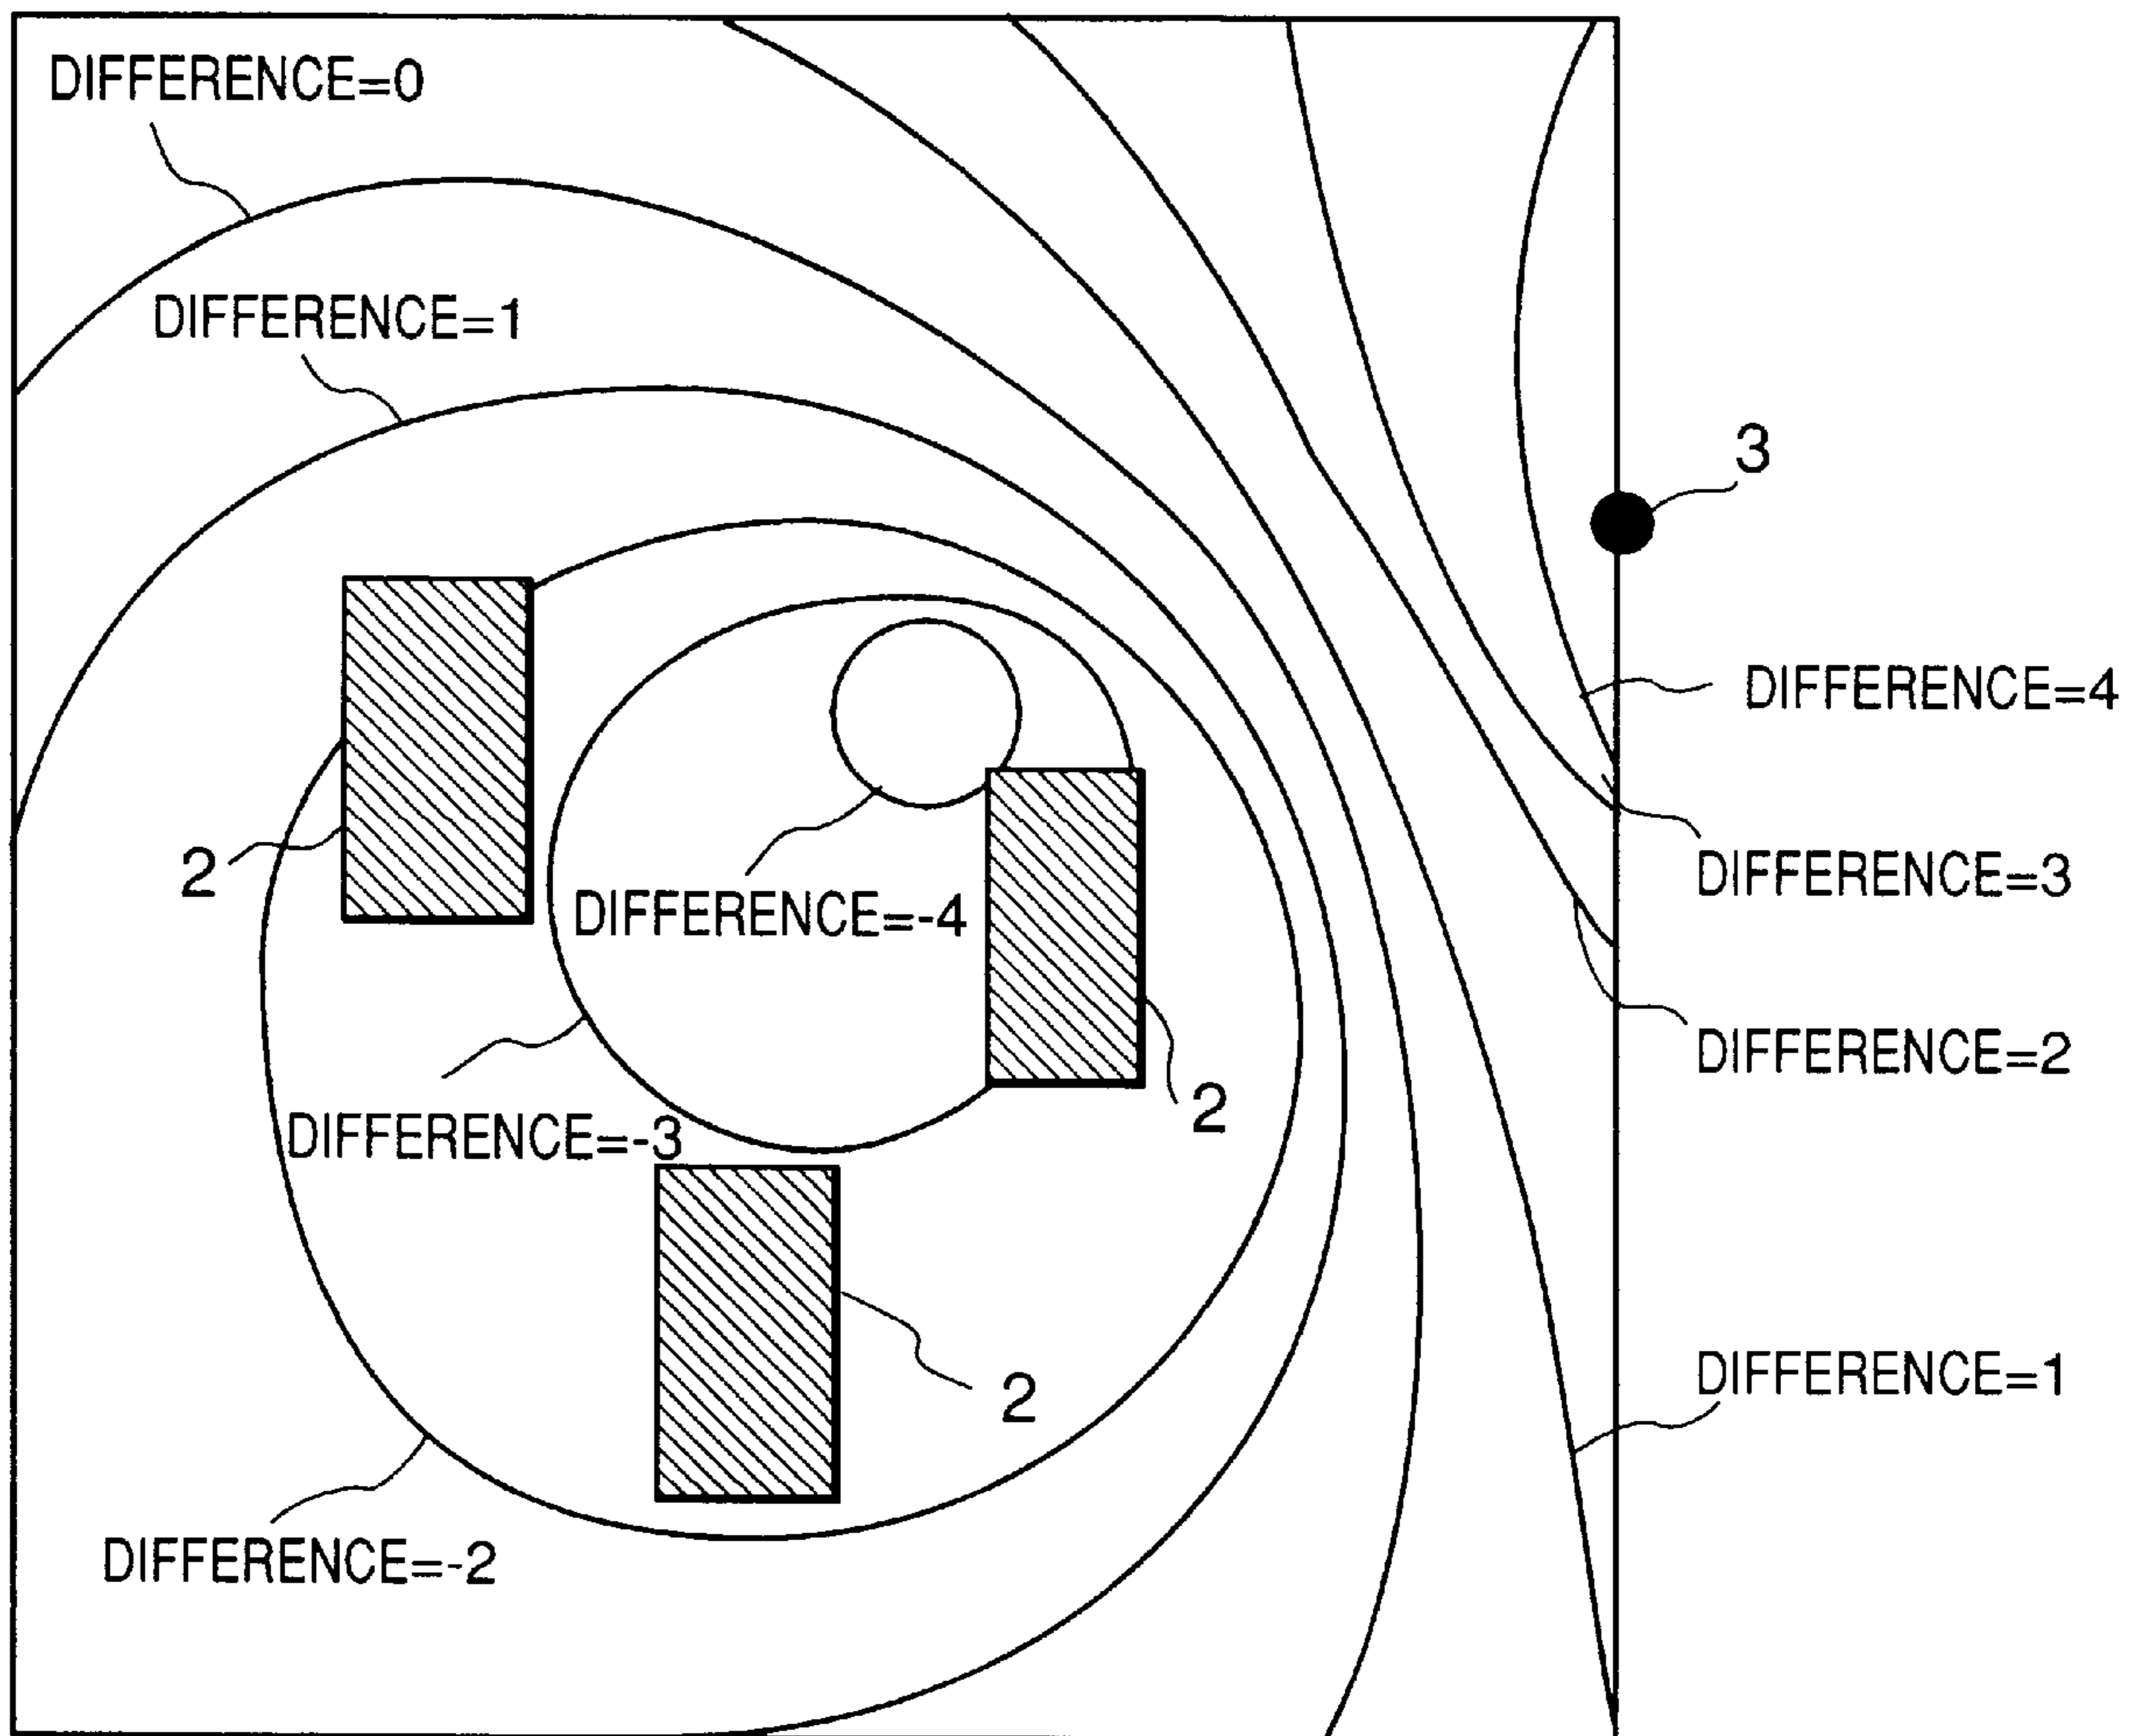 DIFFERENCE=0
DIFFERENCE=1
3
DIFFERENCE=4
2
DIFFERENCE=-4
DIFFERENCE=3
DIFFERENCE=2
2
DIFFERENCE=-3
DIFFERENCE=1
2
DIFFERENCE=-2